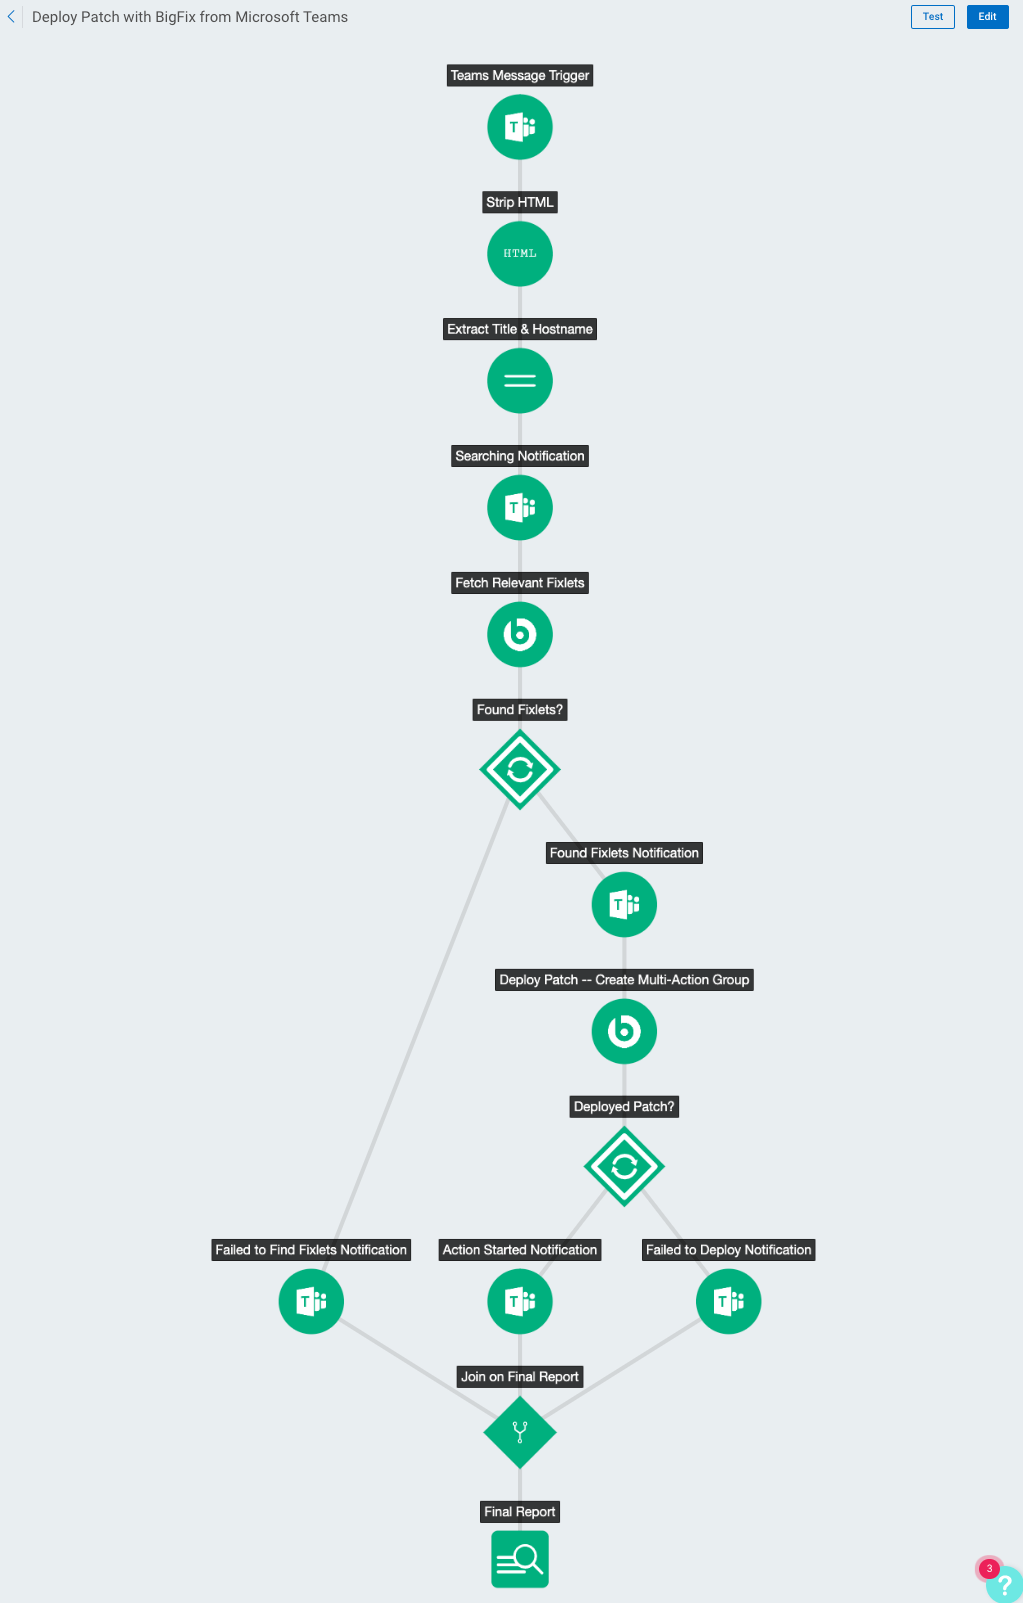 Deploy Patch with BigFix from Microsoft Teams
Test
Edit
Teams Message Trigger
T
Strip HTML
HTML
Extract Title & Hostname
Searching Notification
T
Fetch Relevant Fixlets
b
Found Fixlets?
Found Fixlets Notification
T
Deploy Patch -- Create Multi-Action Group
b
Deployed Patch?
Failed to Find Fixlets Notification
Action Started Notification
Failed to Deploy Notification
T
T
T
Join on Final Report
Final Report
3
?